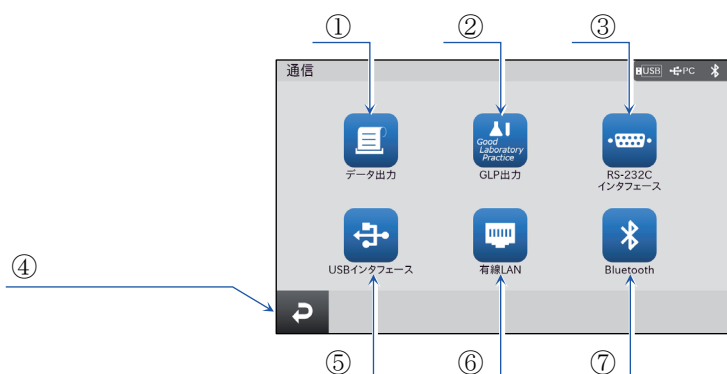 ① ② ③
通信
USB PC
Good
Laboratory
Practice
データ出力 GLP出力 RS-232C
インタフェース
④
USBインタフェース 有線LAN Bluetooth
⑤ ⑥ ⑦